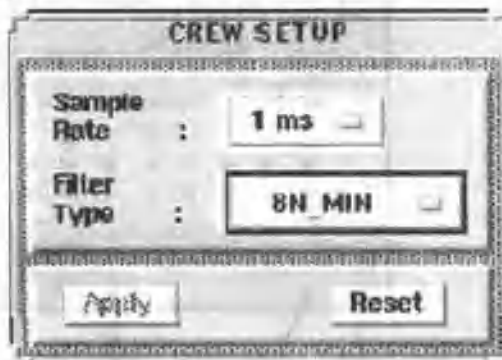 CREW SETUP
Sample
Rate : 1 ms
Filter
Type : 8N_MIN
Apply Reset